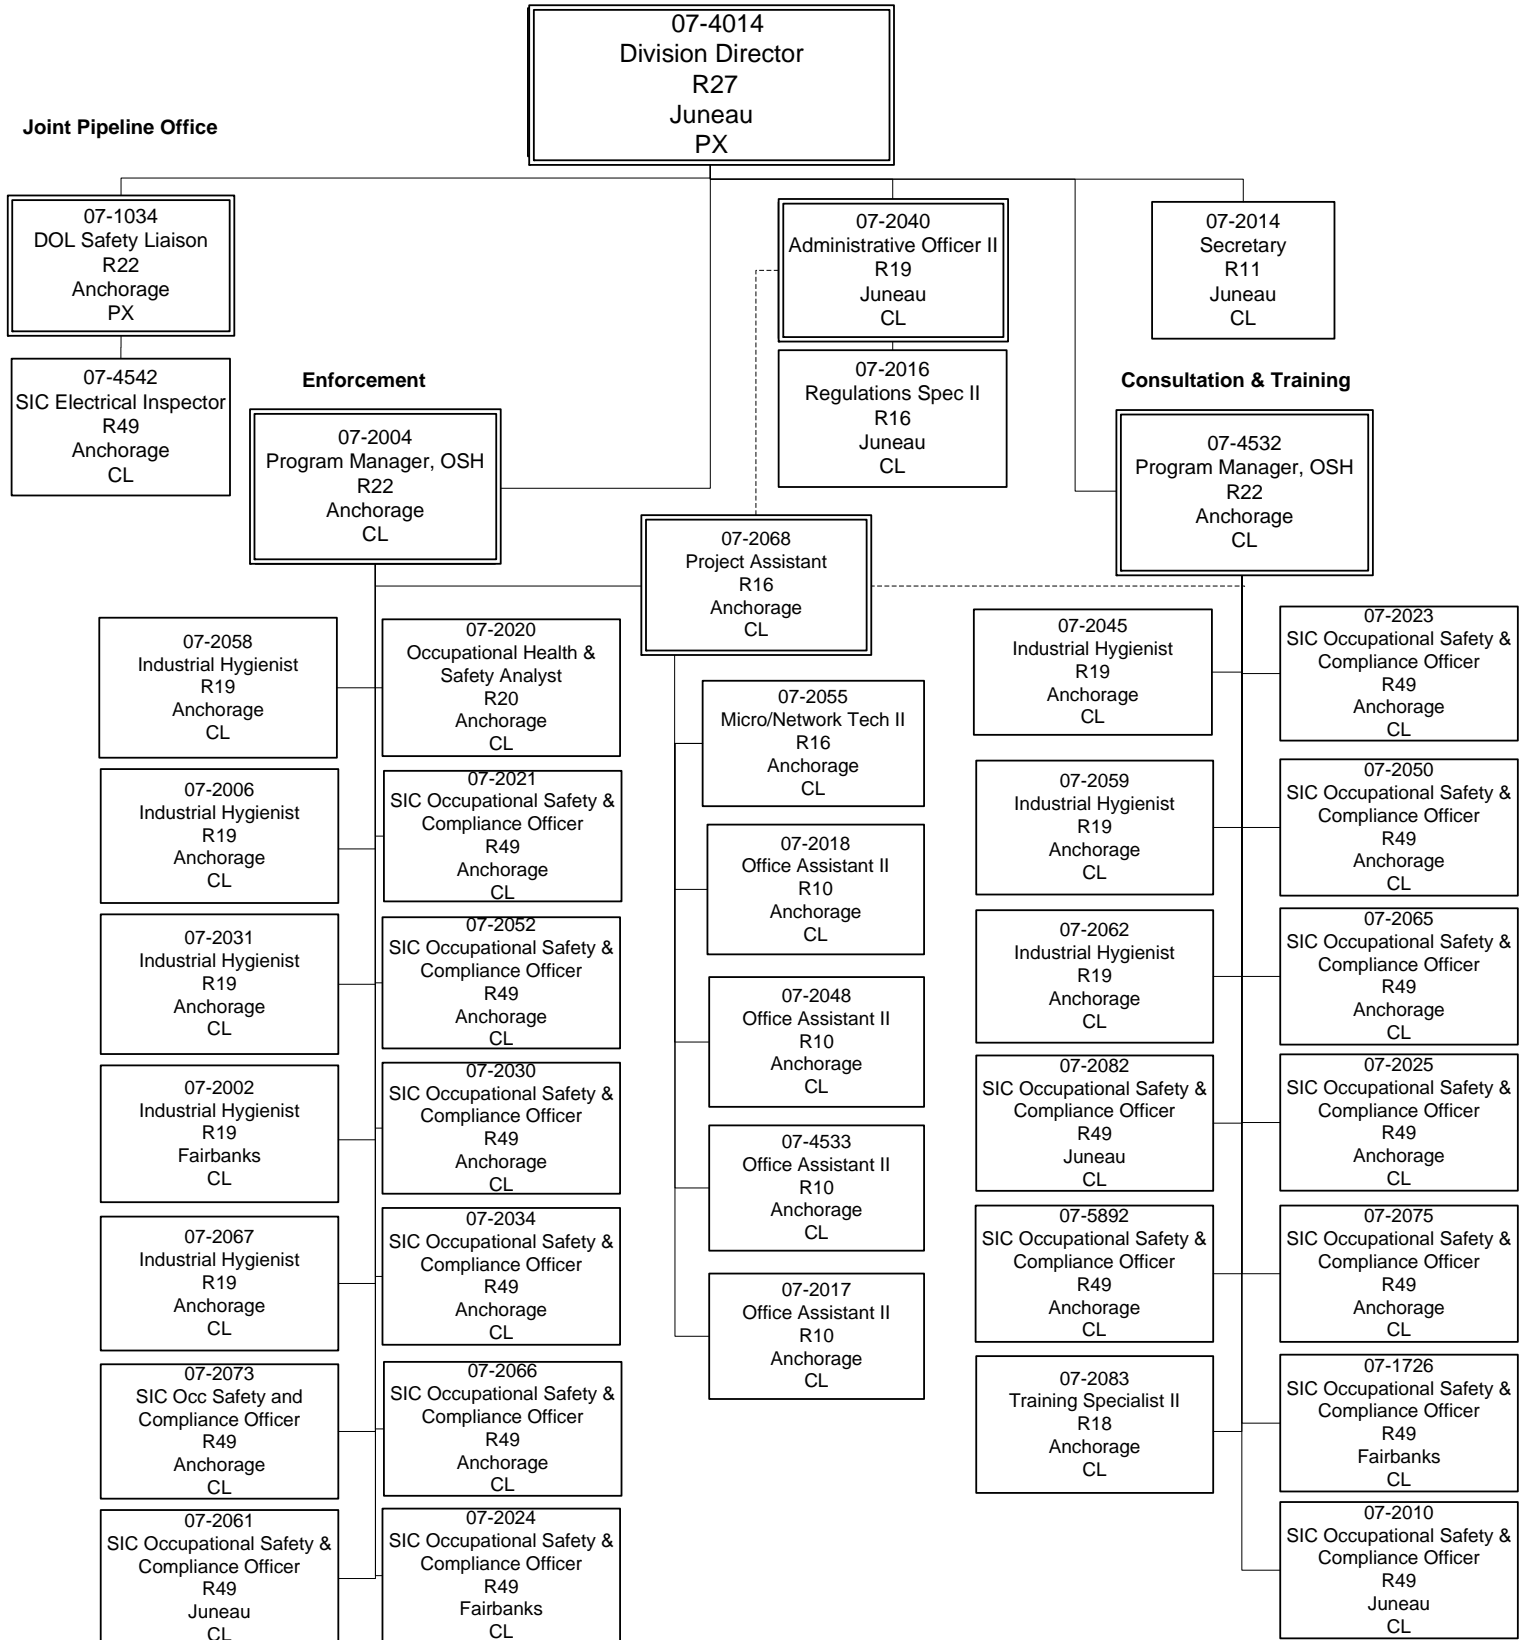 07-4014
Division Director
R27
Juneau
PX
Joint Pipeline Office
07-1034
DOL Safety Liaison
R22
Anchorage
PX
07-2040
Administrative Officer II
R19
Juneau
CL
07-2014
Secretary
R11
Juneau
CL
07-4542
SIC Electrical Inspector
R49
Anchorage
CL
07-2016
Regulations Spec II
R16
Juneau
CL
Enforcement
07-2004
Program Manager, OSH
R22
Anchorage
CL
Consultation & Training
07-4532
Program Manager, OSH
R22
Anchorage
CL
07-2068
Project Assistant
R16
Anchorage
CL
07-2058
Industrial Hygienist
R19
Anchorage
CL
07-2020
Occupational Health &
Safety Analyst
R20
Anchorage
CL
07-2006
Industrial Hygienist
R19
Anchorage
CL
07-2021
SIC Occupational Safety &
Compliance Officer
R49
Anchorage
CL
07-2031
Industrial Hygienist
R19
Anchorage
CL
07-2052
SIC Occupational Safety &
Compliance Officer
R49
Anchorage
CL
07-2002
Industrial Hygienist
R19
Fairbanks
CL
07-2030
SIC Occupational Safety &
Compliance Officer
R49
Anchorage
CL
07-2067
Industrial Hygienist
R19
Anchorage
CL
07-2034
SIC Occupational Safety &
Compliance Officer
R49
Anchorage
CL
07-2073
SIC Occ Safety and
Compliance Officer
R49
Anchorage
CL
07-2066
SIC Occupational Safety &
Compliance Officer
R49
Anchorage
CL
07-2061
SIC Occupational Safety &
Compliance Officer
R49
Juneau
CL
07-2024
SIC Occupational Safety &
Compliance Officer
R49
Fairbanks
CL
07-2055
Micro/Network Tech II
R16
Anchorage
CL
07-2018
Office Assistant II
R10
Anchorage
CL
07-2048
Office Assistant II
R10
Anchorage
CL
07-4533
Office Assistant II
R10
Anchorage
CL
07-2017
Office Assistant II
R10
Anchorage
CL
07-2045
Industrial Hygienist
R19
Anchorage
CL
07-2023
SIC Occupational Safety &
Compliance Officer
R49
Anchorage
CL
07-2059
Industrial Hygienist
R19
Anchorage
CL
07-2050
SIC Occupational Safety &
Compliance Officer
R49
Anchorage
CL
07-2062
Industrial Hygienist
R19
Anchorage
CL
07-2065
SIC Occupational Safety &
Compliance Officer
R49
Anchorage
CL
07-2082
SIC Occupational Safety &
Compliance Officer
R49
Juneau
CL
07-2025
SIC Occupational Safety &
Compliance Officer
R49
Anchorage
CL
07-5892
SIC Occupational Safety &
Compliance Officer
R49
Anchorage
CL
07-2075
SIC Occupational Safety &
Compliance Officer
R49
Anchorage
CL
07-2083
Training Specialist II
R18
Anchorage
CL
07-1726
SIC Occupational Safety &
Compliance Officer
R49
Fairbanks
CL
07-2010
SIC Occupational Safety &
Compliance Officer
R49
Juneau
CL